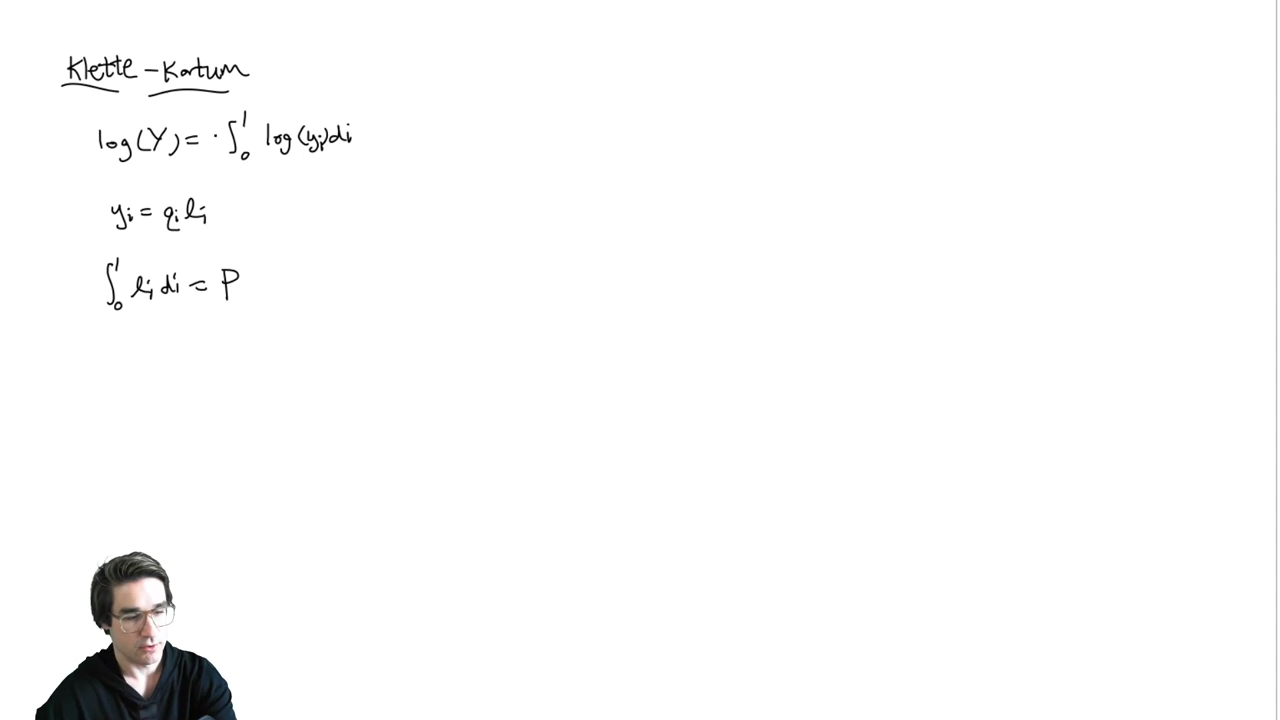 Klette - Kortum
log(Y) = ∫₀¹ log(yᵢ)di
yᵢ = qᵢ ℓᵢ
∫₀¹ ℓᵢ di = P